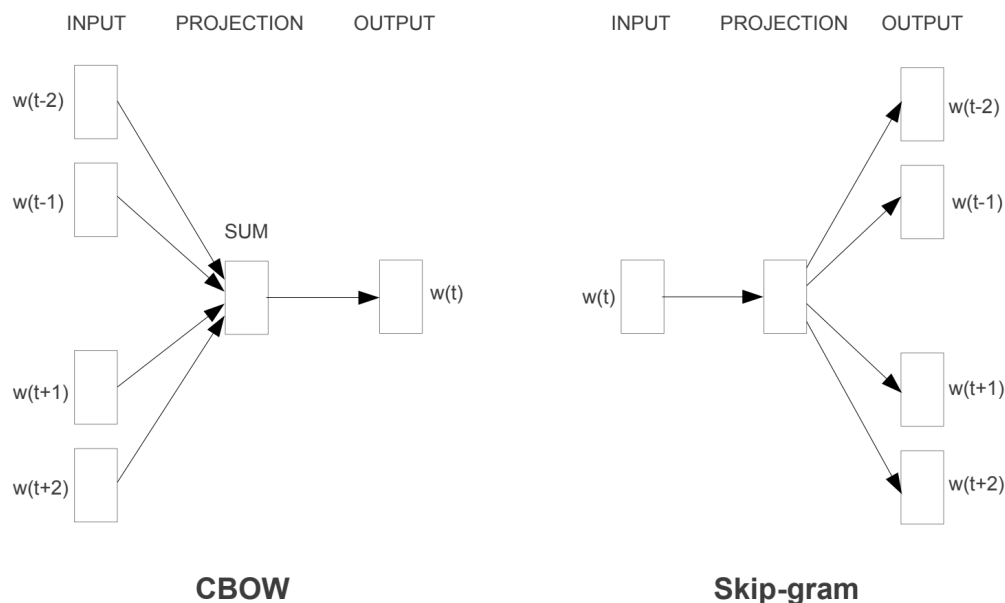 INPUT PROJECTION OUTPUT
w(t-2)
w(t-1)
SUM
w(t)
w(t+1)
w(t+2)
CBOW
INPUT PROJECTION OUTPUT
w(t-2)
w(t-1)
w(t)
w(t+1)
w(t+2)
Skip-gram